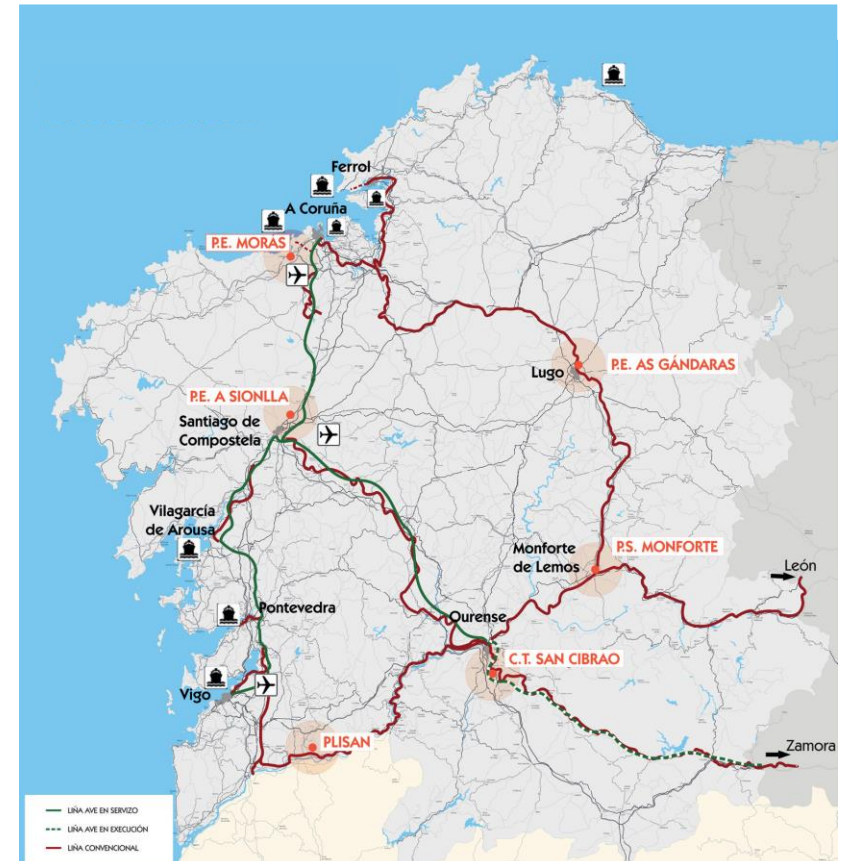 Ferrol
A Coruña
P.E. MORAS
Lugo
P.E. AS GÁNDARAS
P.E. A SIONLLA
Santiago de
Compostela
Vilagarcía
de Arousa
Monforte
de Lemos
P.S. MONFORTE
León
Pontevedra
Ourense
C.T. SAN CIBRAO
Vigo
PLISAN
Zamora
LIÑA AVE EN SERVIZO
LIÑA AVE EN EXECUCIÓN
LIÑA CONVENCIONAL